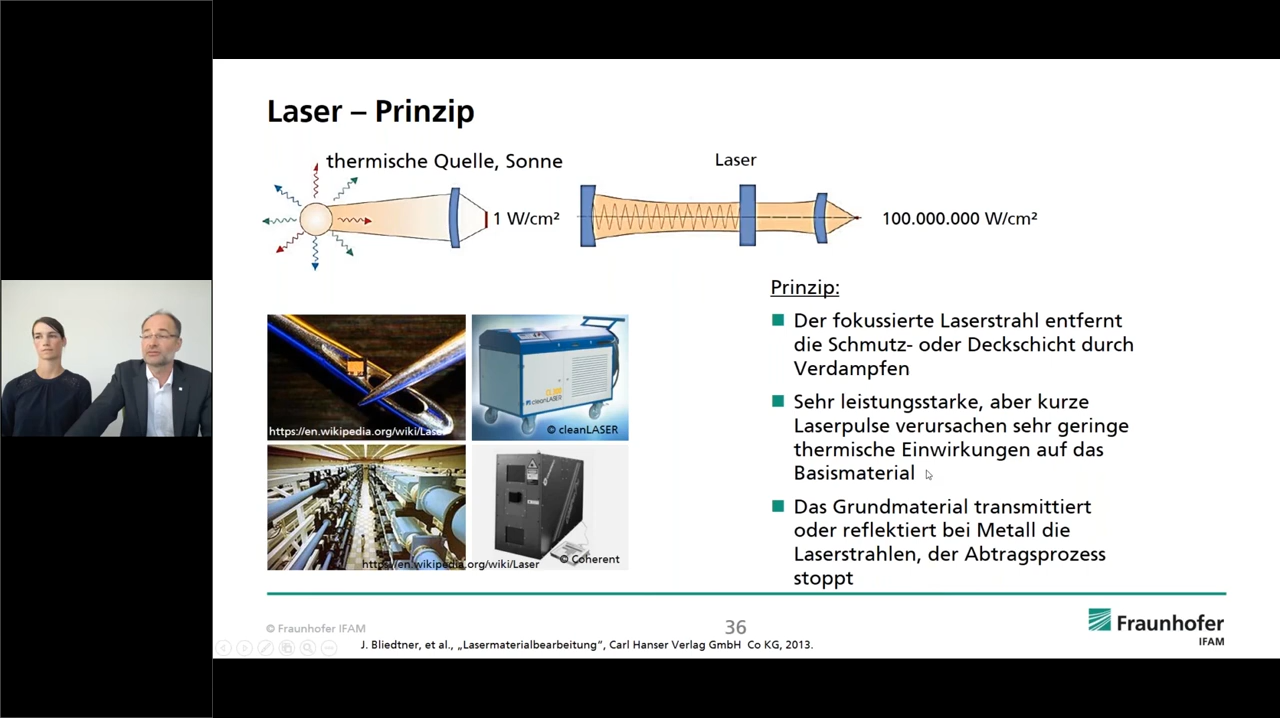 Laser – Prinzip
thermische Quelle, Sonne
Laser
1 W/cm²
100.000.000 W/cm²
Prinzip:
Der fokussierte Laserstrahl entfernt
die Schmutz- oder Deckschicht durch
Verdampfen
Sehr leistungsstarke, aber kurze
Laserpulse verursachen sehr geringe
thermische Einwirkungen auf das
Basismaterial
Das Grundmaterial transmittiert
oder reflektiert bei Metall die
Laserstrahlen, der Abtragsprozess
stoppt
https://en.wikipedia.org/wiki/Laser
cleanLASER
© cleanLASER
https://en.wikipedia.org/wiki/Laser
© Coherent
© Fraunhofer IFAM
36
Fraunhofer
IFAM
J. Bliedtner, et al., „Lasermaterialbearbeitung“, Carl Hanser Verlag GmbH Co KG, 2013.